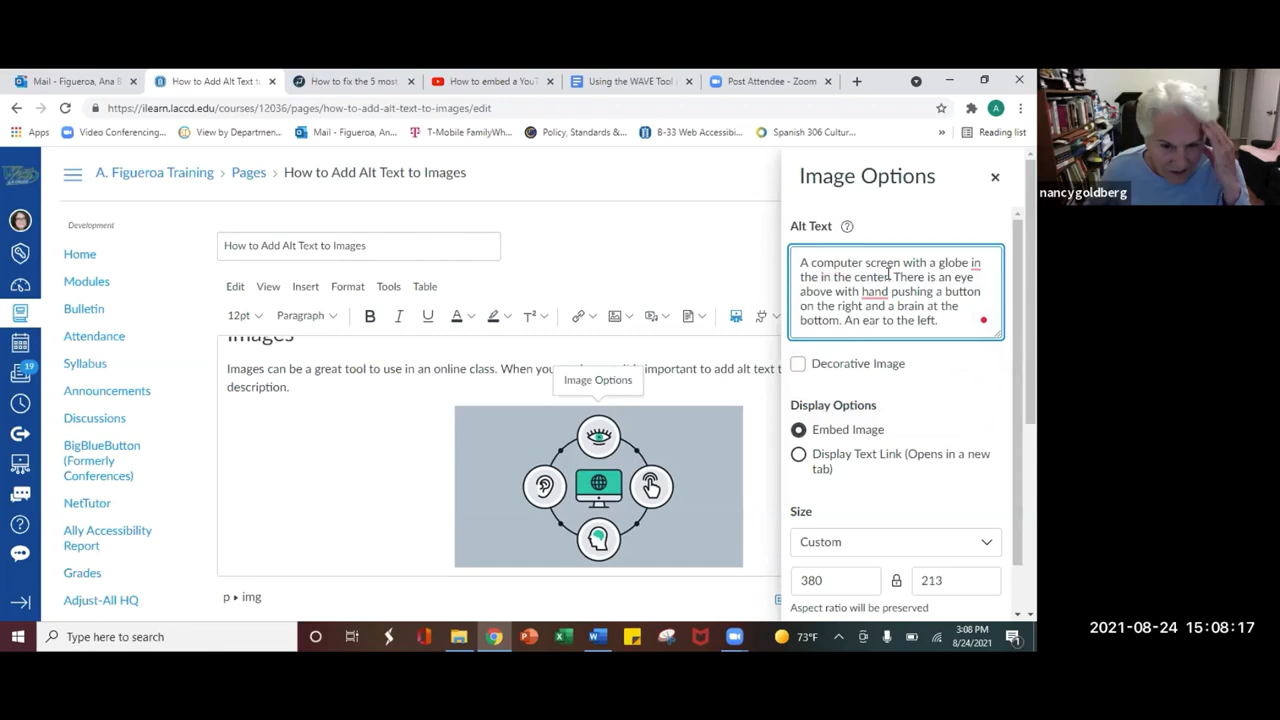 Mail - Figueroa, Ana B
How to Add Alt Text t
How to fix the 5 most
How to embed a YouT
Using the WAVE Tool
Post Attendee - Zoom
https://ilearn.laccd.edu/courses/12036/pages/how-to-add-alt-text-to-images/edit
A
Apps
Video Conferencing...
View by Departmen...
Mail - Figueroa, An...
T-Mobile FamilyWh...
Policy, Standards &...
B-33 Web Accessibi...
Spanish 306 Cultur...
»
Reading list
A. Figueroa Training › Pages › How to Add Alt Text to Images
Development
Home
Modules
Bulletin
Attendance
Syllabus
19
Announcements
Discussions
BigBlueButton
(Formerly
Conferences)
NetTutor
Ally Accessibility
Report
Grades
Adjust-All HQ
How to Add Alt Text to Images
Edit View Insert Format Tools Table
12pt Paragraph B I U A T²
Images
Images can be a great tool to use in an online class. When you
it is important to add alt text t
description.
Image Options
p ▸ img
Image Options
Alt Text
A computer screen with a globe in
the in the center. There is an eye
above with hand pushing a button
on the right and a brain at the
bottom. An ear to the left.
Decorative Image
Display Options
Embed Image
Display Text Link (Opens in a new
tab)
Size
Custom
380
213
Aspect ratio will be preserved
Type here to search
73°F
3:08 PM
8/24/2021
1
nancygoldberg
2021-08-24 15:08:17